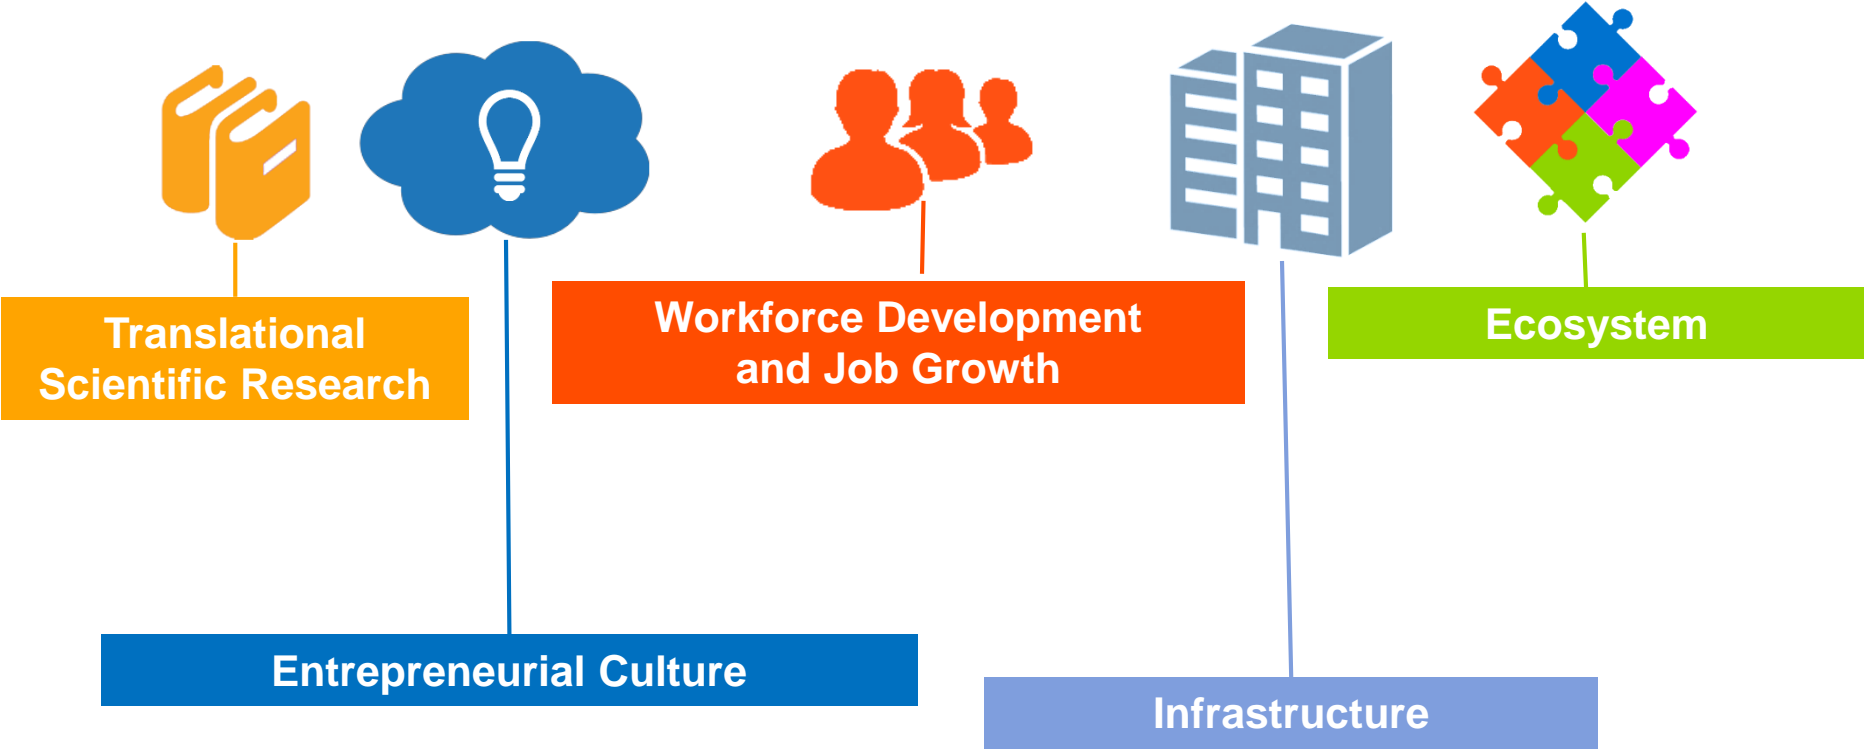 Translational
Scientific Research
Workforce Development
and Job Growth
Ecosystem
Entrepreneurial Culture
Infrastructure